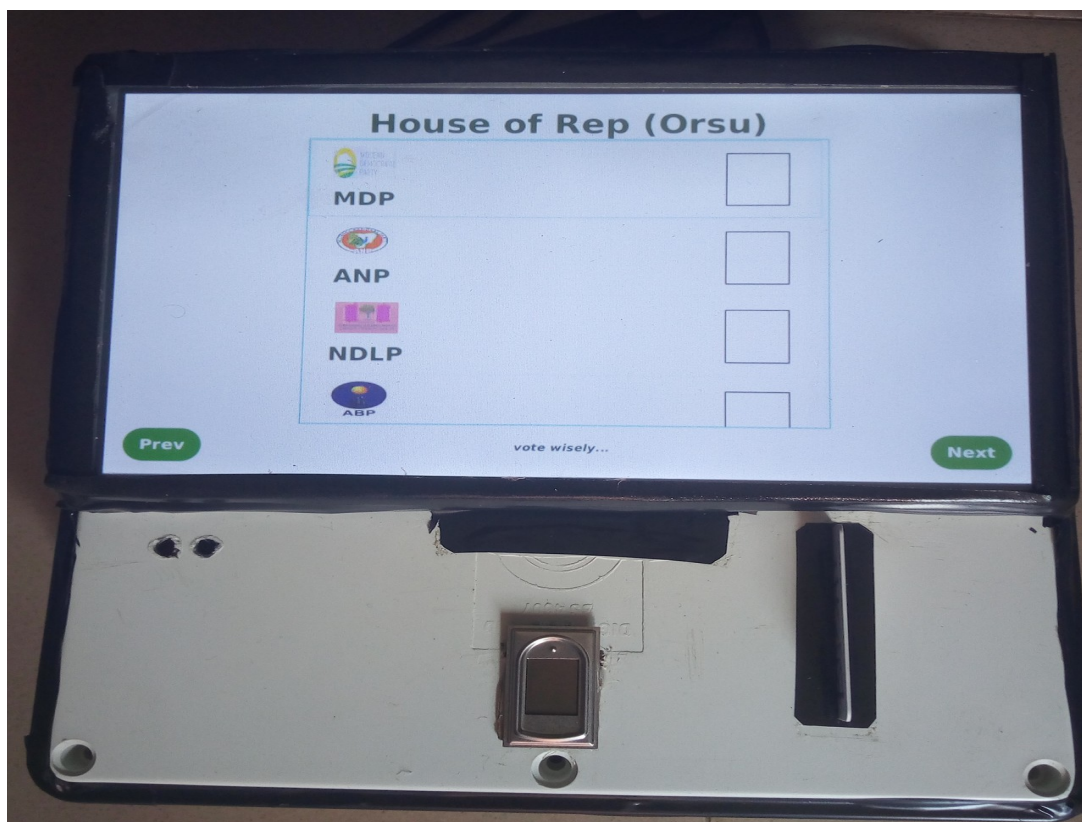 House of Rep (Orsu)
MDP
ANP
NDLP
ABP
Prev
vote wisely...
Next